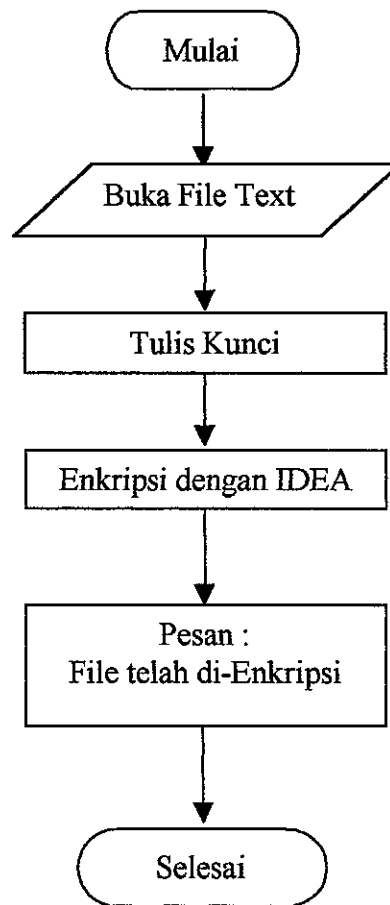 Mulai
Buka File Text
Tulis Kunci
Enkripsi dengan IDEA
Pesan :
File telah di-Enkripsi
Selesai